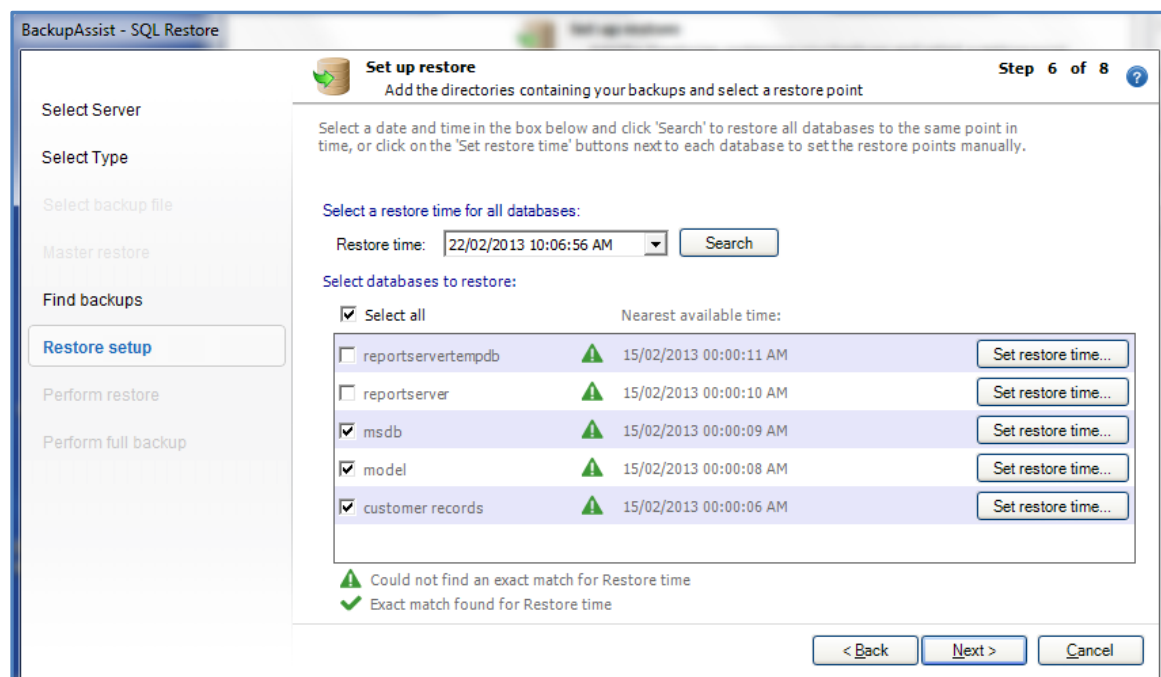 BackupAssist - SQL Restore
Set up restore
Step 6 of 8
Add the directories containing your backups and select a restore point
Select Server
Select Type
Select backup file
Master restore
Find backups
Restore setup
Perform restore
Perform full backup
Select a date and time in the box below and click 'Search' to restore all databases to the same point in
time, or click on the 'Set restore time' buttons next to each database to set the restore points manually.
Select a restore time for all databases:
Restore time: 22/02/2013 10:06:56 AM Search
Select databases to restore:
Select all Nearest available time:
reportservertempdb 15/02/2013 00:00:11 AM Set restore time...
reportserver 15/02/2013 00:00:10 AM Set restore time...
msdb 15/02/2013 00:00:09 AM Set restore time...
model 15/02/2013 00:00:08 AM Set restore time...
customer records 15/02/2013 00:00:06 AM Set restore time...
Could not find an exact match for Restore time
Exact match found for Restore time
< Back Next > Cancel